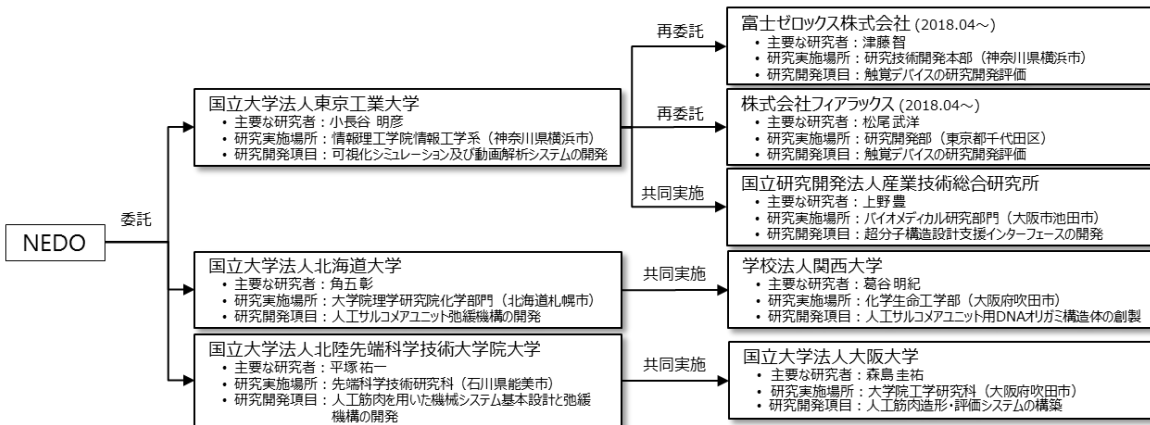 NEDO
委託
国立大学法人東京工業大学
• 主要な研究者：小長谷 明彦
• 研究実施場所：情報理工学院情報工学系（神奈川県横浜市）
• 研究開発項目：可視化シミュレーション及び動画解析システムの開発
国立大学法人北海道大学
• 主要な研究者：角五彰
• 研究実施場所：大学院理学研究院化学部門（北海道札幌市）
• 研究開発項目：人工サルコメアユニット弛緩機構の開発
国立大学法人北陸先端科学技術大学院大学
• 主要な研究者：平塚祐一
• 研究実施場所：先端科学技術研究科（石川県能美市）
• 研究開発項目：人工筋肉を用いた機械システム基本設計と弛緩
機構の開発
再委託
富士ゼロックス株式会社 (2018.04～)
• 主要な研究者：津藤智
• 研究実施場所：研究技術開発本部（神奈川県横浜市）
• 研究開発項目：触覚デバイスの研究開発評価
再委託
株式会社フィアラックス (2018.04～)
• 主要な研究者：松尾武洋
• 研究実施場所：研究開発部（東京都千代田区）
• 研究開発項目：触覚デバイスの研究開発評価
共同実施
国立研究開発法人産業技術総合研究所
• 主要な研究者：上野豊
• 研究実施場所：バイオメディカル研究部門（大阪市池田市）
• 研究開発項目：超分子構造設計支援インターフェースの開発
共同実施
学校法人関西大学
• 主要な研究者：葛谷明紀
• 研究実施場所：化学生命工学部（大阪府吹田市）
• 研究開発項目：人工サルコメアユニット用DNAオリガミ構造体の創製
共同実施
国立大学法人大阪大学
• 主要な研究者：森島圭祐
• 研究実施場所：大学院工学研究科（大阪府吹田市）
• 研究開発項目：人工筋肉造形・評価システムの構築